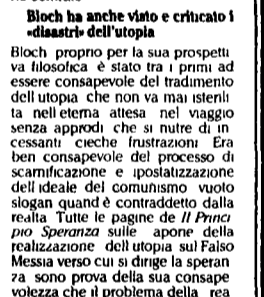 Bloch ha anche visto e criticato i
«disastri» dell'utopia
Bloch proprio per la sua prospetti
va filosofica è stato tra i primi ad
essere consapevole del tradimento
dell utopia che non va mai isterili
ta nell eterna attesa nel viaggio
senza approdi che si nutre di in
cessanti cieche frustrazioni Era
ben consapevole del processo di
scarnificazione e ipostatizzazione
dell ideale del comunismo vuoto
slogan quand è contraddetto dalla
realta Tutte le pagine de Il Princi
pio Speranza sulle aporie della
realizzazione dell utopia sul Falso
Messia verso cui si dirige la speran
za sono prova della sua consape
volezza che il problema della rea